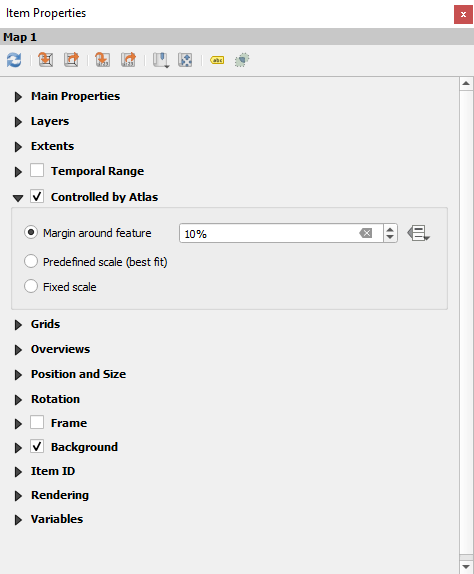 Item Properties
Map 1
abc
Main Properties
Layers
Extents
Temporal Range
Controlled by Atlas
Margin around feature 10%
Predefined scale (best fit)
Fixed scale
Grids
Overviews
Position and Size
Rotation
Frame
Background
Item ID
Rendering
Variables